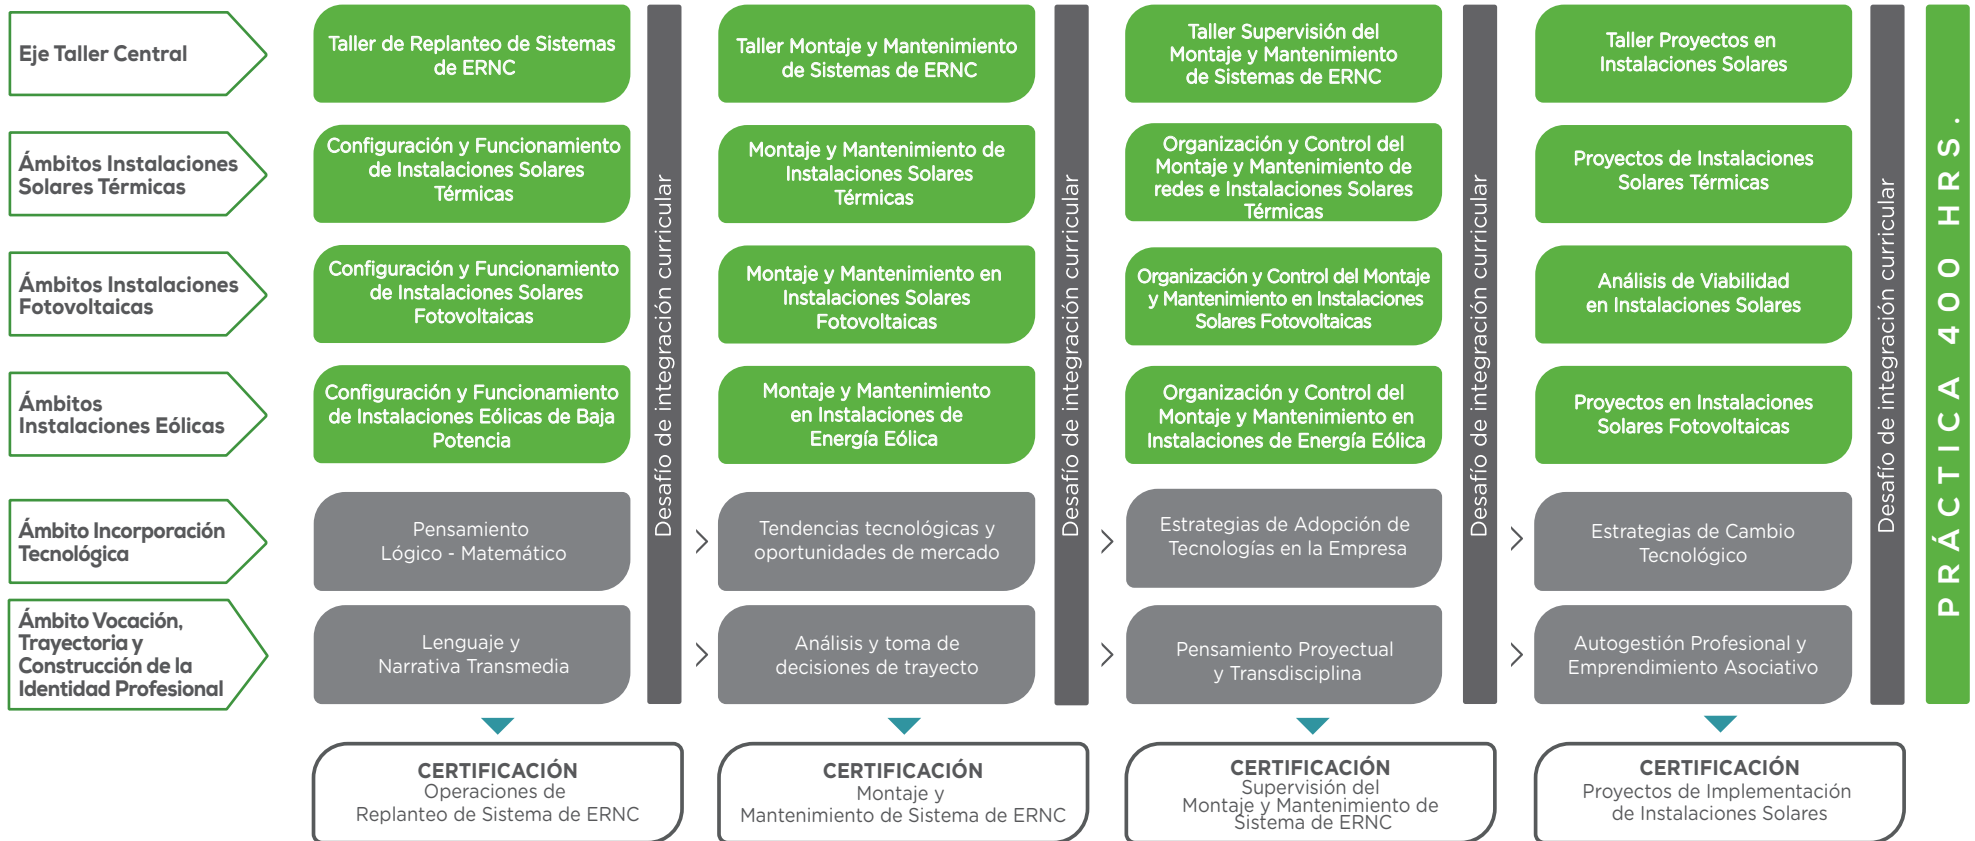 Eje Taller Central
Taller de Replanteo de Sistemas
de ERNC
Taller Montaje y Mantenimiento
de Sistemas de ERNC
Taller Supervisión del
Montaje y Mantenimiento
de Sistemas de ERNC
Taller Proyectos en
Instalaciones Solares
Ámbitos Instalaciones
Solares Térmicas
Configuración y Funcionamiento
de Instalaciones Solares
Térmicas
Montaje y Mantenimiento de
Instalaciones Solares
Térmicas
Organización y Control del
Montaje y Mantenimiento de
redes e Instalaciones Solares
Térmicas
Proyectos de Instalaciones
Solares Térmicas
Ámbitos Instalaciones
Fotovoltaicas
Configuración y Funcionamiento
de Instalaciones Solares
Fotovoltaicas
Montaje y Mantenimiento en
Instalaciones Solares
Fotovoltaicas
Organización y Control del Montaje
y Mantenimiento en Instalaciones
Solares Fotovoltaicas
Análisis de Viabilidad
en Instalaciones Solares
Ámbitos
Instalaciones Eólicas
Configuración y Funcionamiento
de Instalaciones Eólicas de Baja
Potencia
Montaje y Mantenimiento
en Instalaciones de
Energía Eólica
Organización y Control del
Montaje y Mantenimiento en
Instalaciones de Energía Eólica
Proyectos en Instalaciones
Solares Fotovoltaicas
Ámbito Incorporación
Tecnológica
Pensamiento
Lógico - Matemático
Tendencias tecnológicas y
oportunidades de mercado
Estrategias de Adopción de
Tecnologías en la Empresa
Estrategias de Cambio
Tecnológico
Ámbito Vocación,
Trayectoria y
Construcción de la
Identidad Profesional
Lenguaje y
Narrativa Transmedia
Análisis y toma de
decisiones de trayecto
Pensamiento Proyectual
y Transdisciplina
Autogestión Profesional y
Emprendimiento Asociativo
Desafío de integración curricular
Desafío de integración curricular
Desafío de integración curricular
Desafío de integración curricular
PRÁCTICA 400 HRS.
CERTIFICACIÓN
Operaciones de
Replanteo de Sistema de ERNC
CERTIFICACIÓN
Montaje y
Mantenimiento de Sistema de ERNC
CERTIFICACIÓN
Supervisión del
Montaje y Mantenimiento de
Sistema de ERNC
CERTIFICACIÓN
Proyectos de Implementación
de Instalaciones Solares